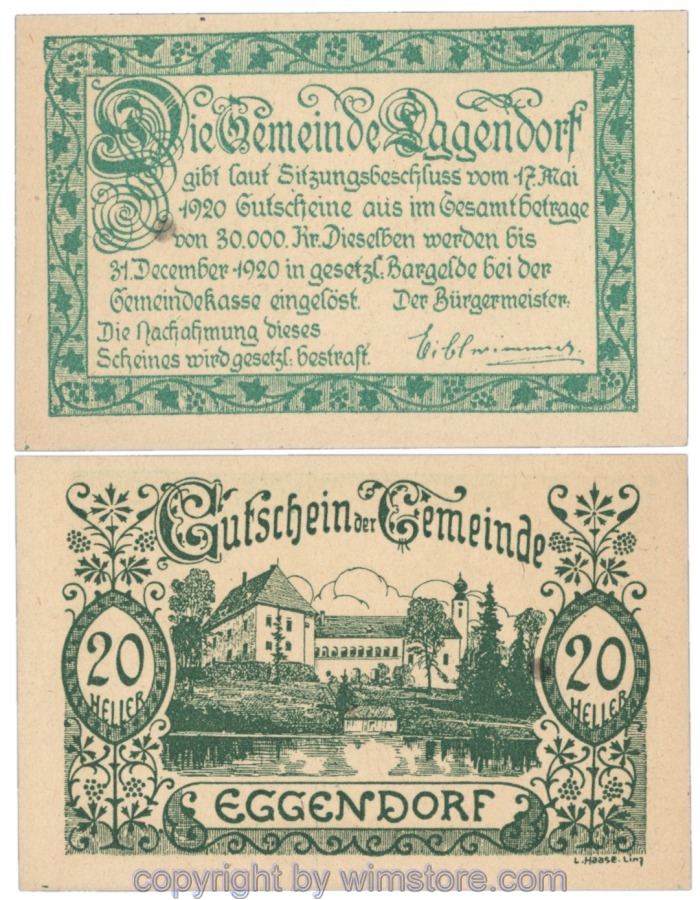 Die Gemeinde Eggendorf
gibt laut Sitzungsbeschluss vom 17. Mai
1920 Gutscheine aus im Gesamtbetrage
von 30.000. Kr. Dieselben werden bis
31. December 1920 in gesetzl. Bargelde bei der
Gemeindekasse eingelöst. Der Bürgermeister:
Die Nachahmung dieses
Scheines wird gesetzl. bestraft.
Gutschein der Gemeinde
20
HELLER
20
HELLER
EGGENDORF
L. Haase. Linz
copyright by wimstore.com